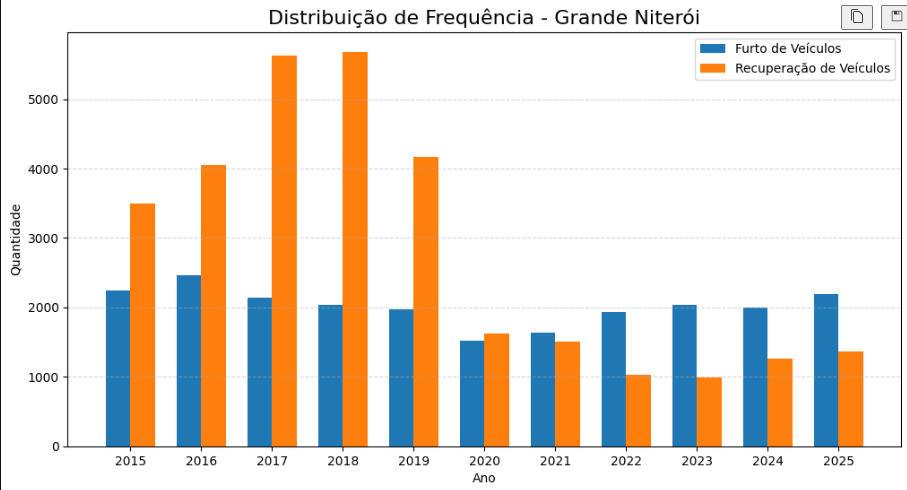 Distribuição de Frequência - Grande Niterói
Furto de Veículos
Recuperação de Veículos
Quantidade
5000
4000
3000
2000
1000
0
2015 2016 2017 2018 2019 2020 2021 2022 2023 2024 2025
Ano